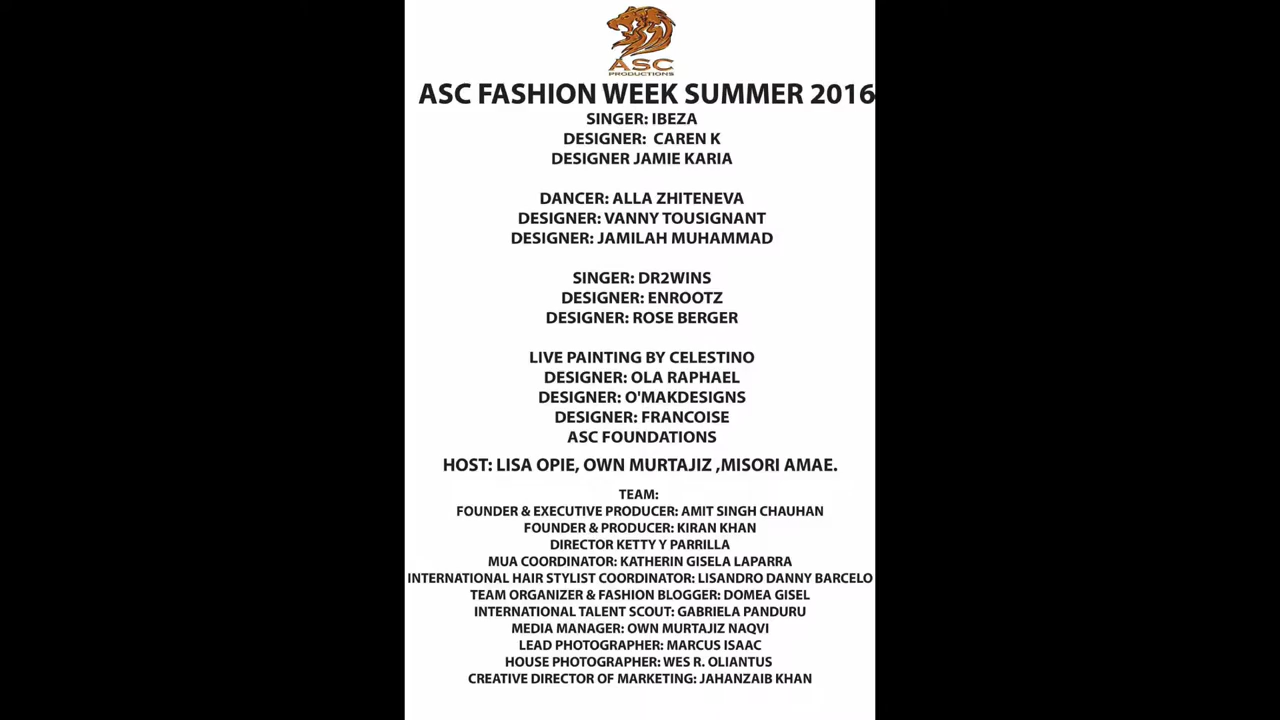 ASC
PRODUCTIONS
ASC FASHION WEEK SUMMER 2016
SINGER: IBEZA
DESIGNER: CAREN K
DESIGNER JAMIE KARIA
DANCER: ALLA ZHITENEVA
DESIGNER: VANNY TOUSIGNANT
DESIGNER: JAMILAH MUHAMMAD
SINGER: DR2WINS
DESIGNER: ENROOTZ
DESIGNER: ROSE BERGER
LIVE PAINTING BY CELESTINO
DESIGNER: OLA RAPHAEL
DESIGNER: O'MAKDESIGNS
DESIGNER: FRANCOISE
ASC FOUNDATIONS
HOST: LISA OPIE, OWN MURTAJIZ ,MISORI AMAE.
TEAM:
FOUNDER & EXECUTIVE PRODUCER: AMIT SINGH CHAUHAN
FOUNDER & PRODUCER: KIRAN KHAN
DIRECTOR KETTY Y PARRILLA
MUA COORDINATOR: KATHERIN GISELA LAPARRA
INTERNATIONAL HAIR STYLIST COORDINATOR: LISANDRO DANNY BARCELO
TEAM ORGANIZER & FASHION BLOGGER: DOMEA GISEL
INTERNATIONAL TALENT SCOUT: GABRIELA PANDURU
MEDIA MANAGER: OWN MURTAJIZ NAQVI
LEAD PHOTOGRAPHER: MARCUS ISAAC
HOUSE PHOTOGRAPHER: WES R. OLIANTUS
CREATIVE DIRECTOR OF MARKETING: JAHANZAIB KHAN